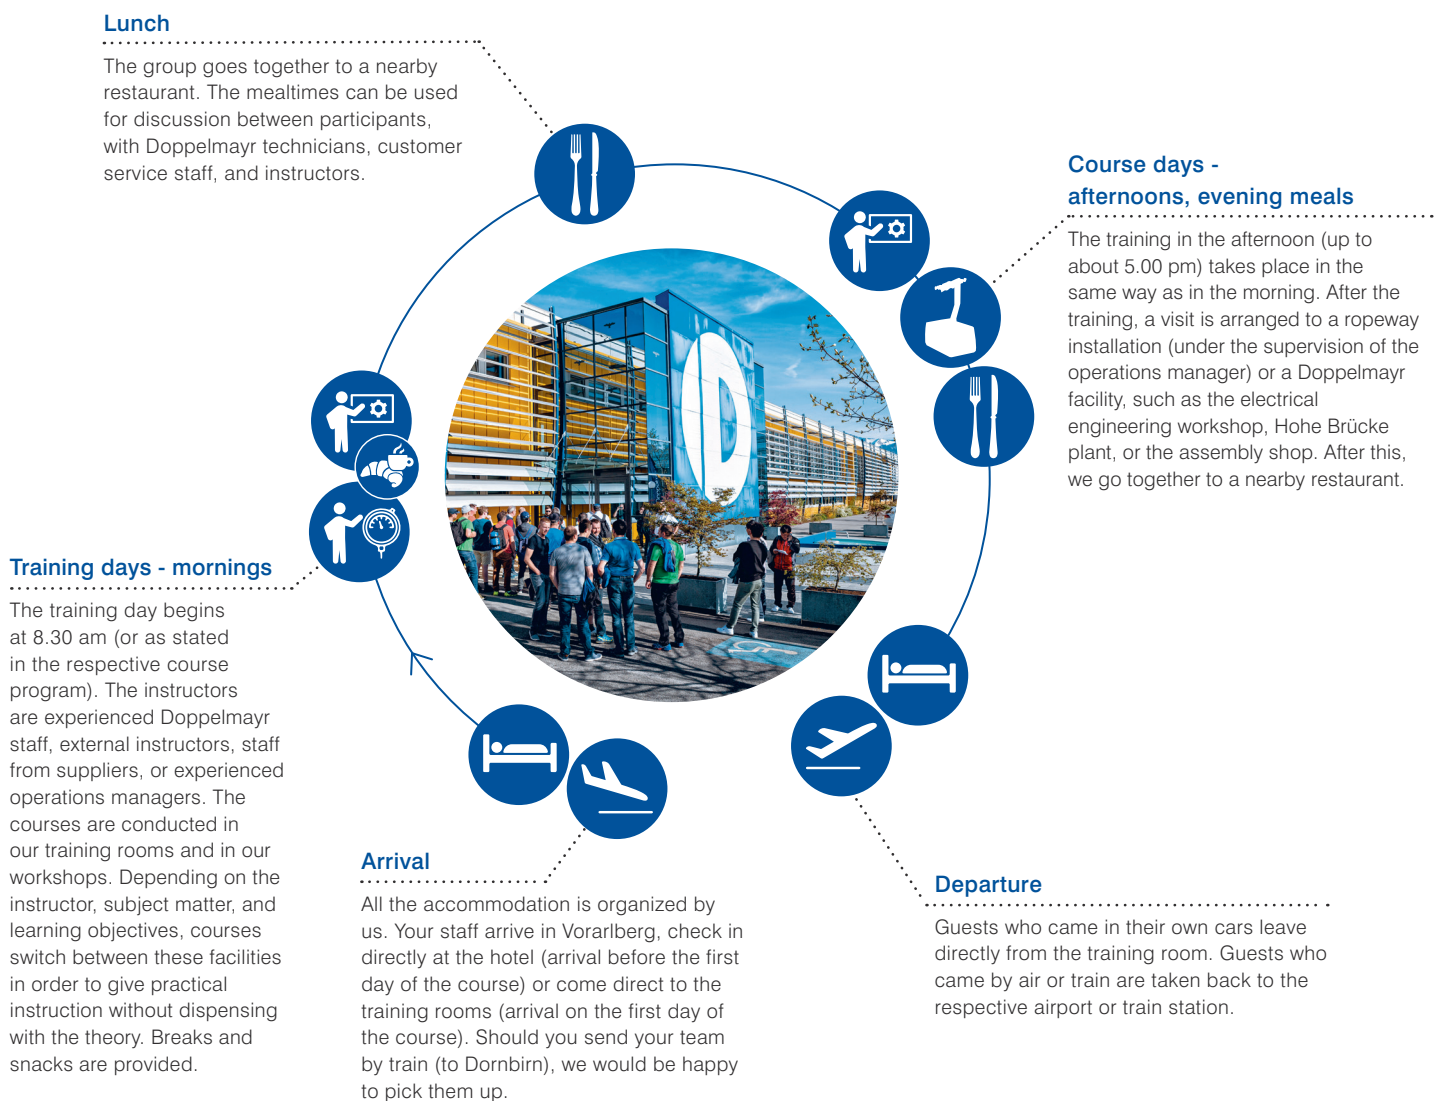 Lunch
The group goes together to a nearby
restaurant. The mealtimes can be used
for discussion between participants,
with Doppelmayr technicians, customer
service staff, and instructors.
Course days -
afternoons, evening meals
The training in the afternoon (up to
about 5.00 pm) takes place in the
same way as in the morning. After the
training, a visit is arranged to a ropeway
installation (under the supervision of the
operations manager) or a Doppelmayr
facility, such as the electrical
engineering workshop, Hohe Brücke
plant, or the assembly shop. After this,
we go together to a nearby restaurant.
D
Training days - mornings
The training day begins
at 8.30 am (or as stated
in the respective course
program). The instructors
are experienced Doppelmayr
staff, external instructors, staff
from suppliers, or experienced
operations managers. The
courses are conducted in
our training rooms and in our
workshops. Depending on the
instructor, subject matter, and
learning objectives, courses
switch between these facilities
in order to give practical
instruction without dispensing
with the theory. Breaks and
snacks are provided.
Arrival
All the accommodation is organized by
us. Your staff arrive in Vorarlberg, check in
directly at the hotel (arrival before the first
day of the course) or come direct to the
training rooms (arrival on the first day of
the course). Should you send your team
by train (to Dornbirn), we would be happy
to pick them up.
Departure
Guests who came in their own cars leave
directly from the training room. Guests who
came by air or train are taken back to the
respective airport or train station.